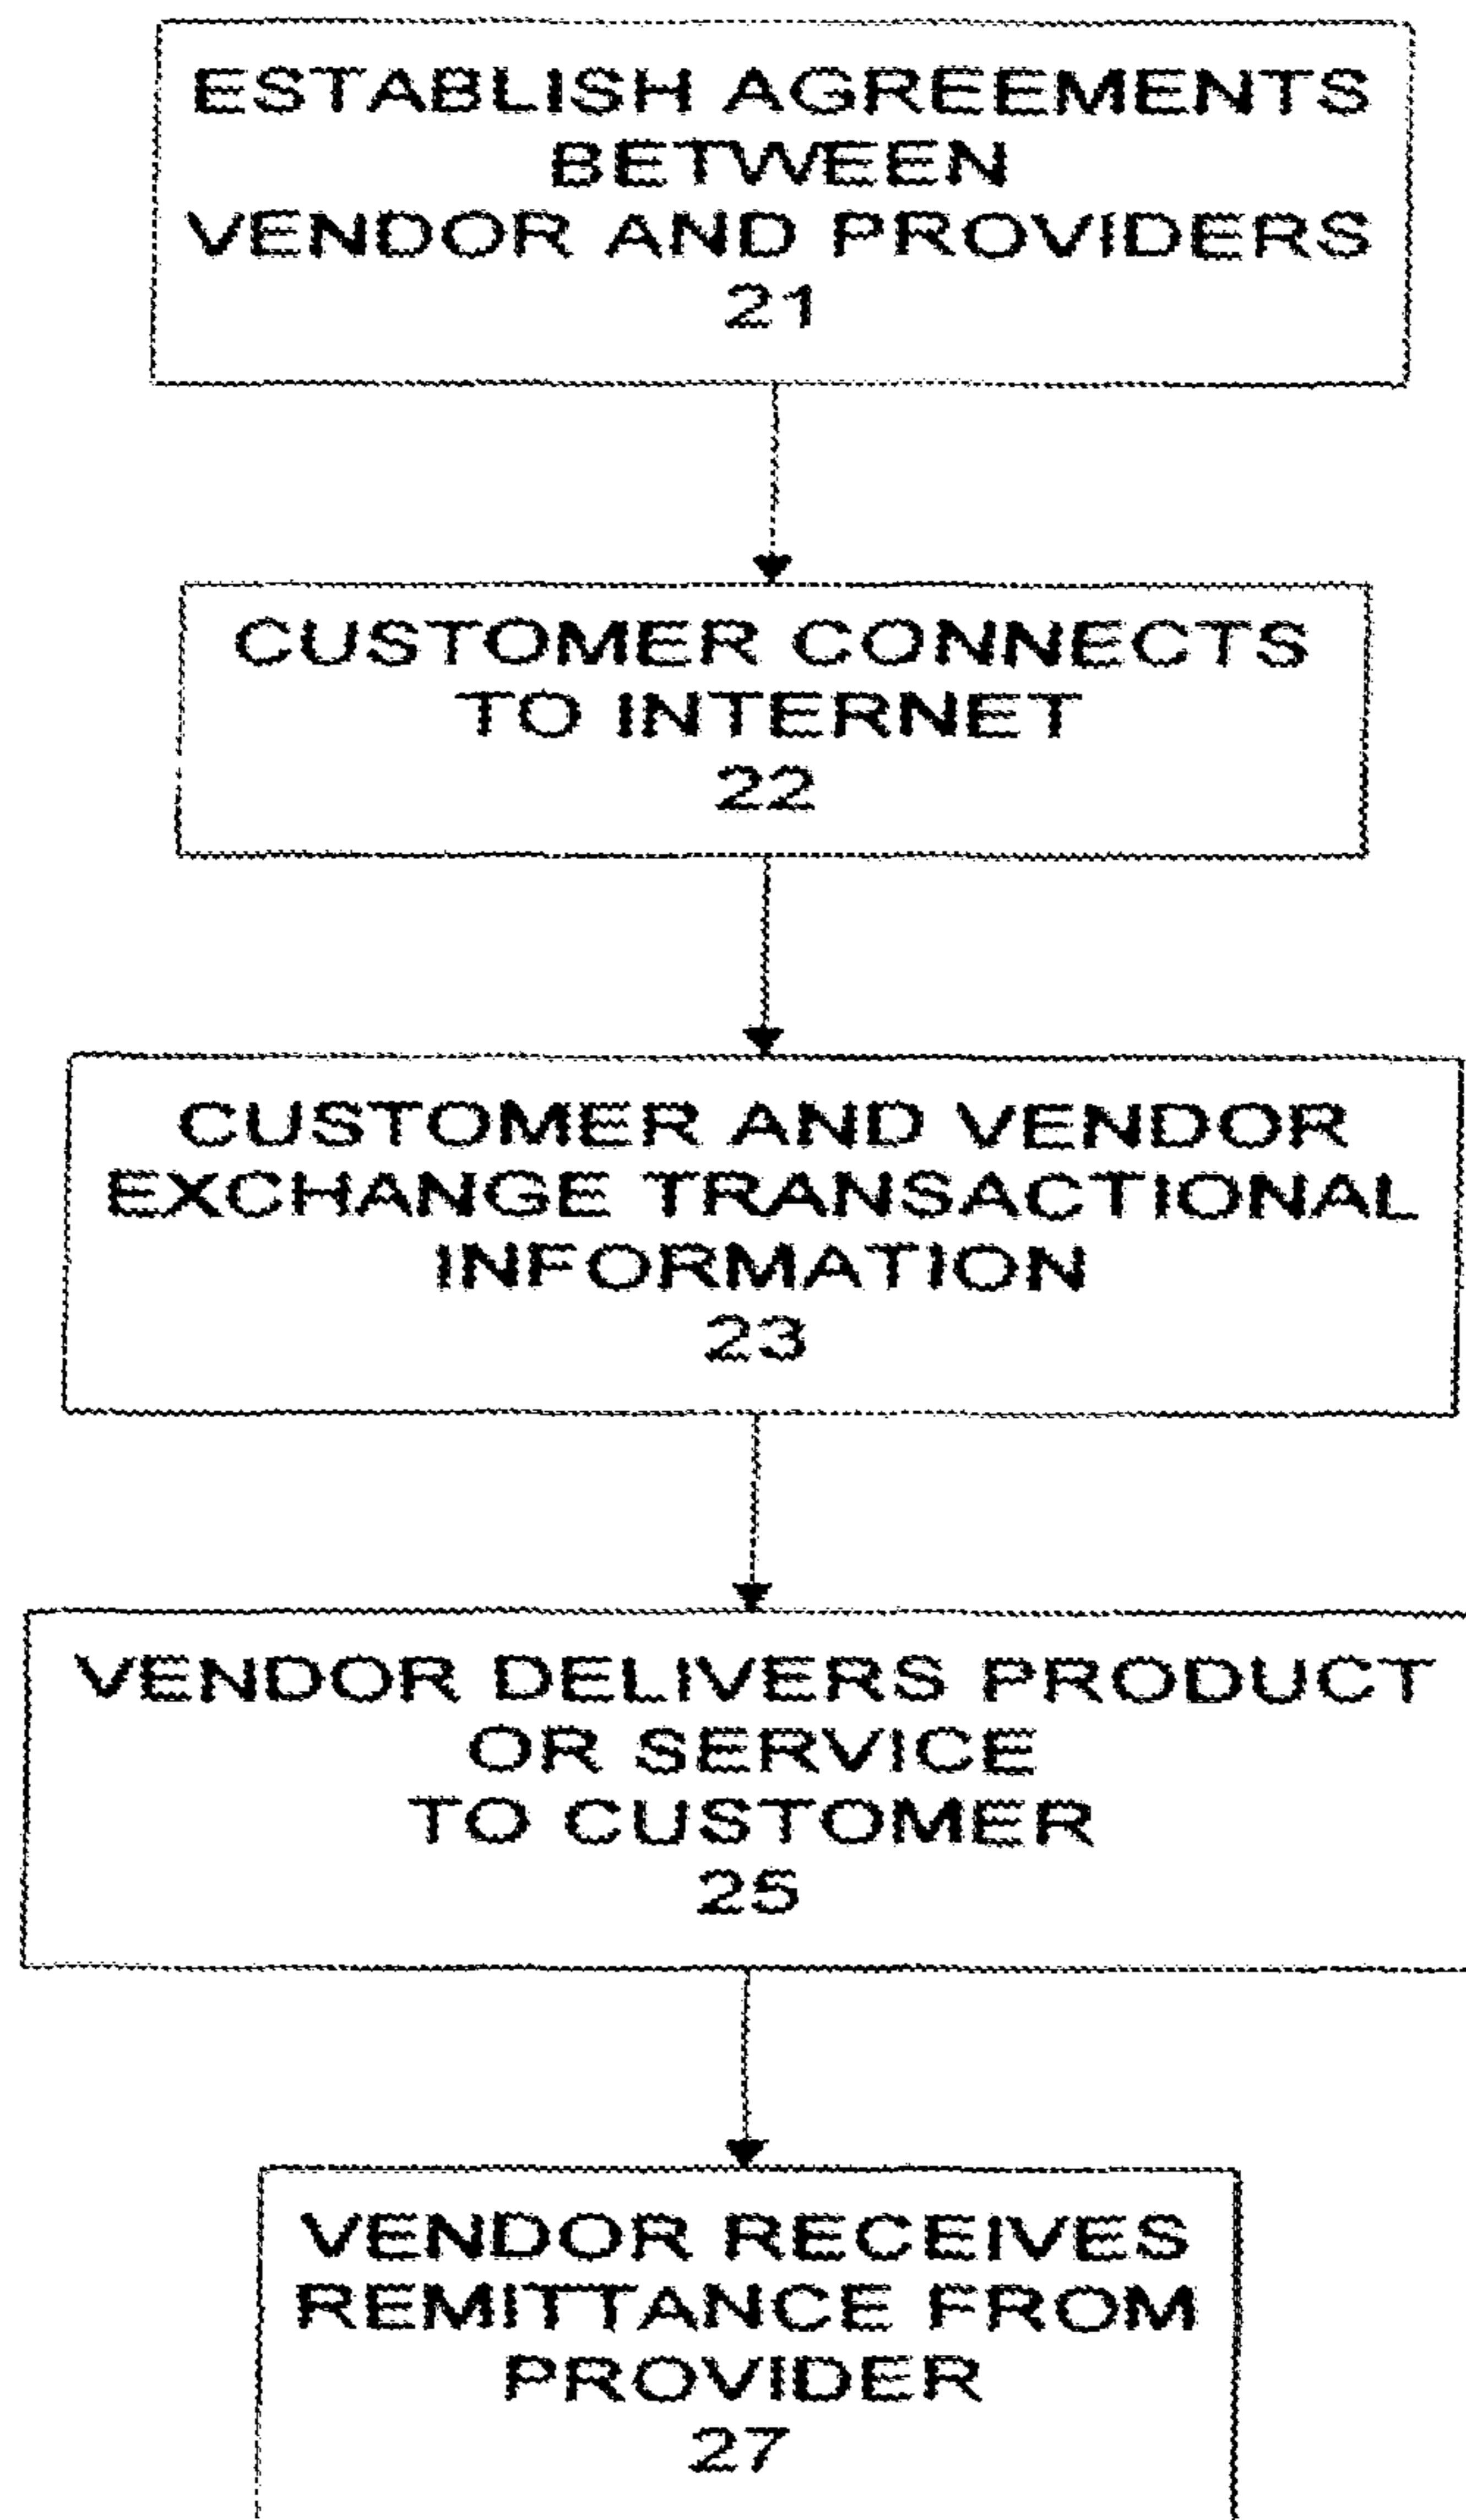 ESTABLISH AGREEMENTS
BETWEEN
VENDOR AND PROVIDERS
21
CUSTOMER CONNECTS
TO INTERNET
22
CUSTOMER AND VENDOR
EXCHANGE TRANSACTIONAL
INFORMATION
23
VENDOR DELIVERS PRODUCT
OR SERVICE
TO CUSTOMER
25
VENDOR RECEIVES
REMITTANCE FROM
PROVIDER
27